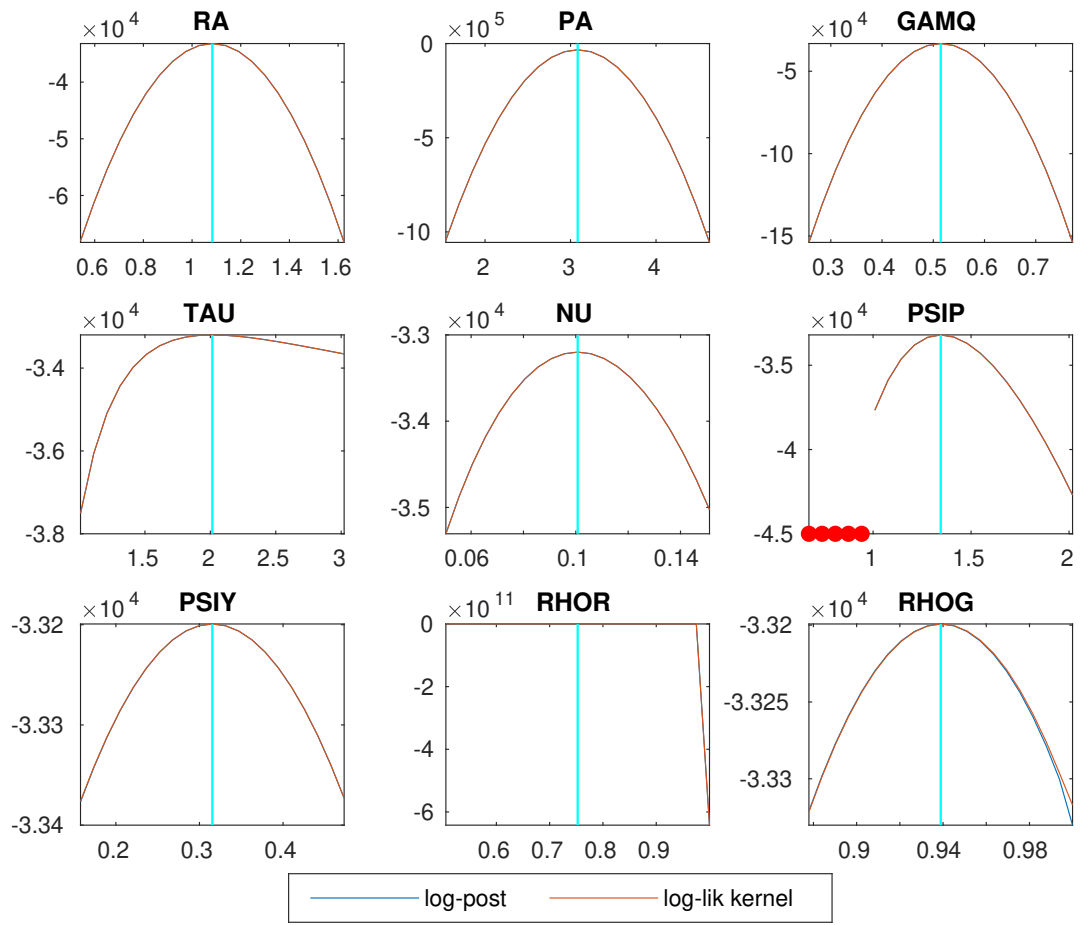 RA
PA
GAMQ
× 10^4
× 10^5
× 10^4
-4
-5
-6
0.6 0.8 1 1.2 1.4 1.6
0
-5
-10
2 3 4
-5
-10
-15
0.3 0.4 0.5 0.6 0.7
TAU
NU
PSIP
× 10^4
× 10^4
× 10^4
-3.4
-3.6
-3.8
1.5 2 2.5 3
-3.3
-3.4
-3.5
0.06 0.1 0.14
-3.5
-4
-4.5
1 1.5 2
PSIY
RHOR
RHOG
× 10^4
× 10^11
× 10^4
-3.32
-3.33
-3.34
0.2 0.3 0.4
0
-2
-4
-6
0.6 0.7 0.8 0.9
-3.32
-3.325
-3.33
0.9 0.94 0.98
log-post log-lik kernel